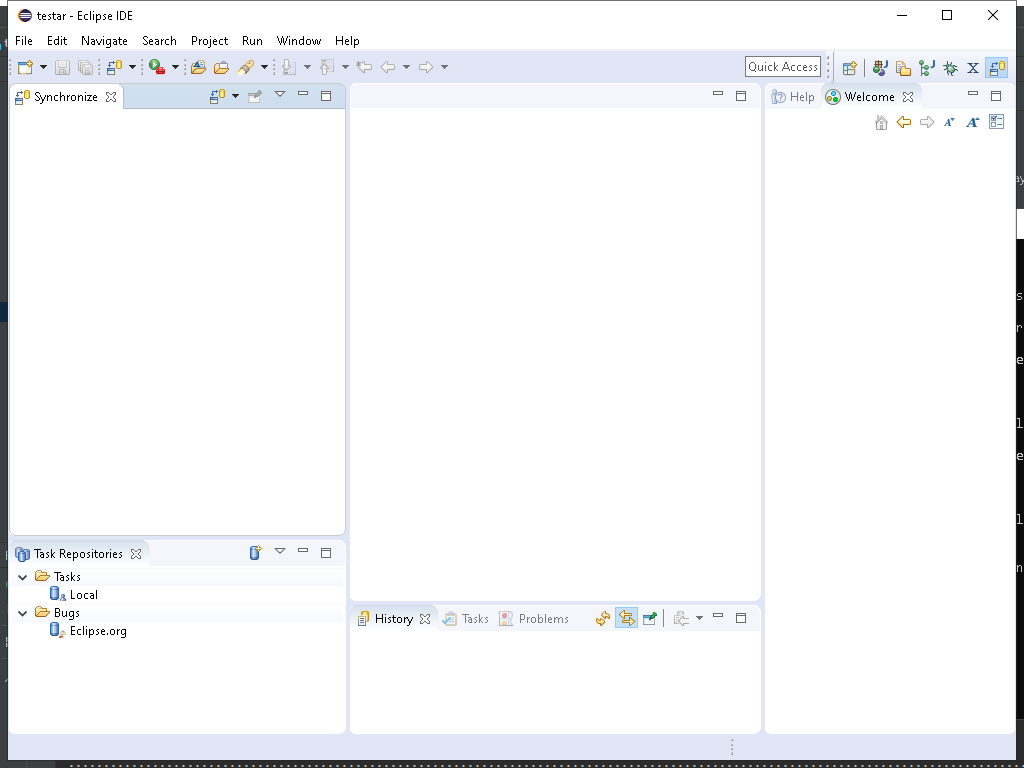 testar - Eclipse IDE
File Edit Navigate Search Project Run Window Help
Quick Access
Synchronize
Help Welcome
Task Repositories
Tasks
Local
Bugs
Eclipse.org
History Tasks Problems